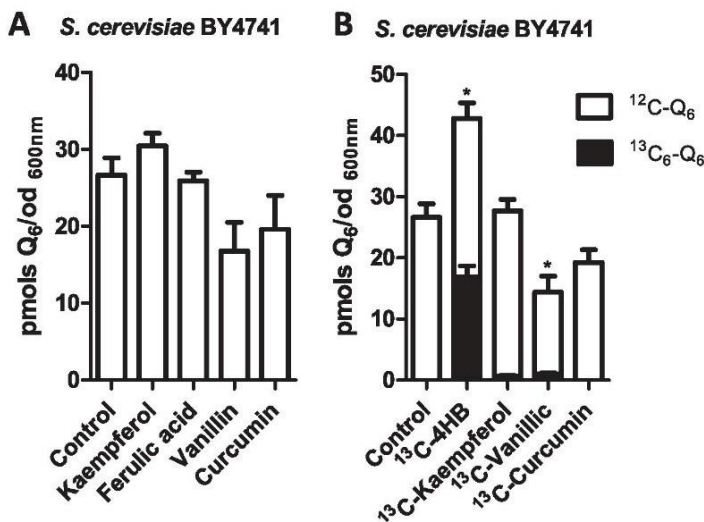 A S. cerevisiae BY4741
pmols Q6/od 600nm
40
30
20
10
0
Control
Kaempferol
Ferulic acid
Vanillin
Curcumin
B S. cerevisiae BY4741
pmols Q6/od 600nm
50
40
30
20
10
0
*
*
12C-Q6
13C6-Q6
Control
13C-4HB
13C-Kaempferol
13C-Vanillic
13C-Curcumin